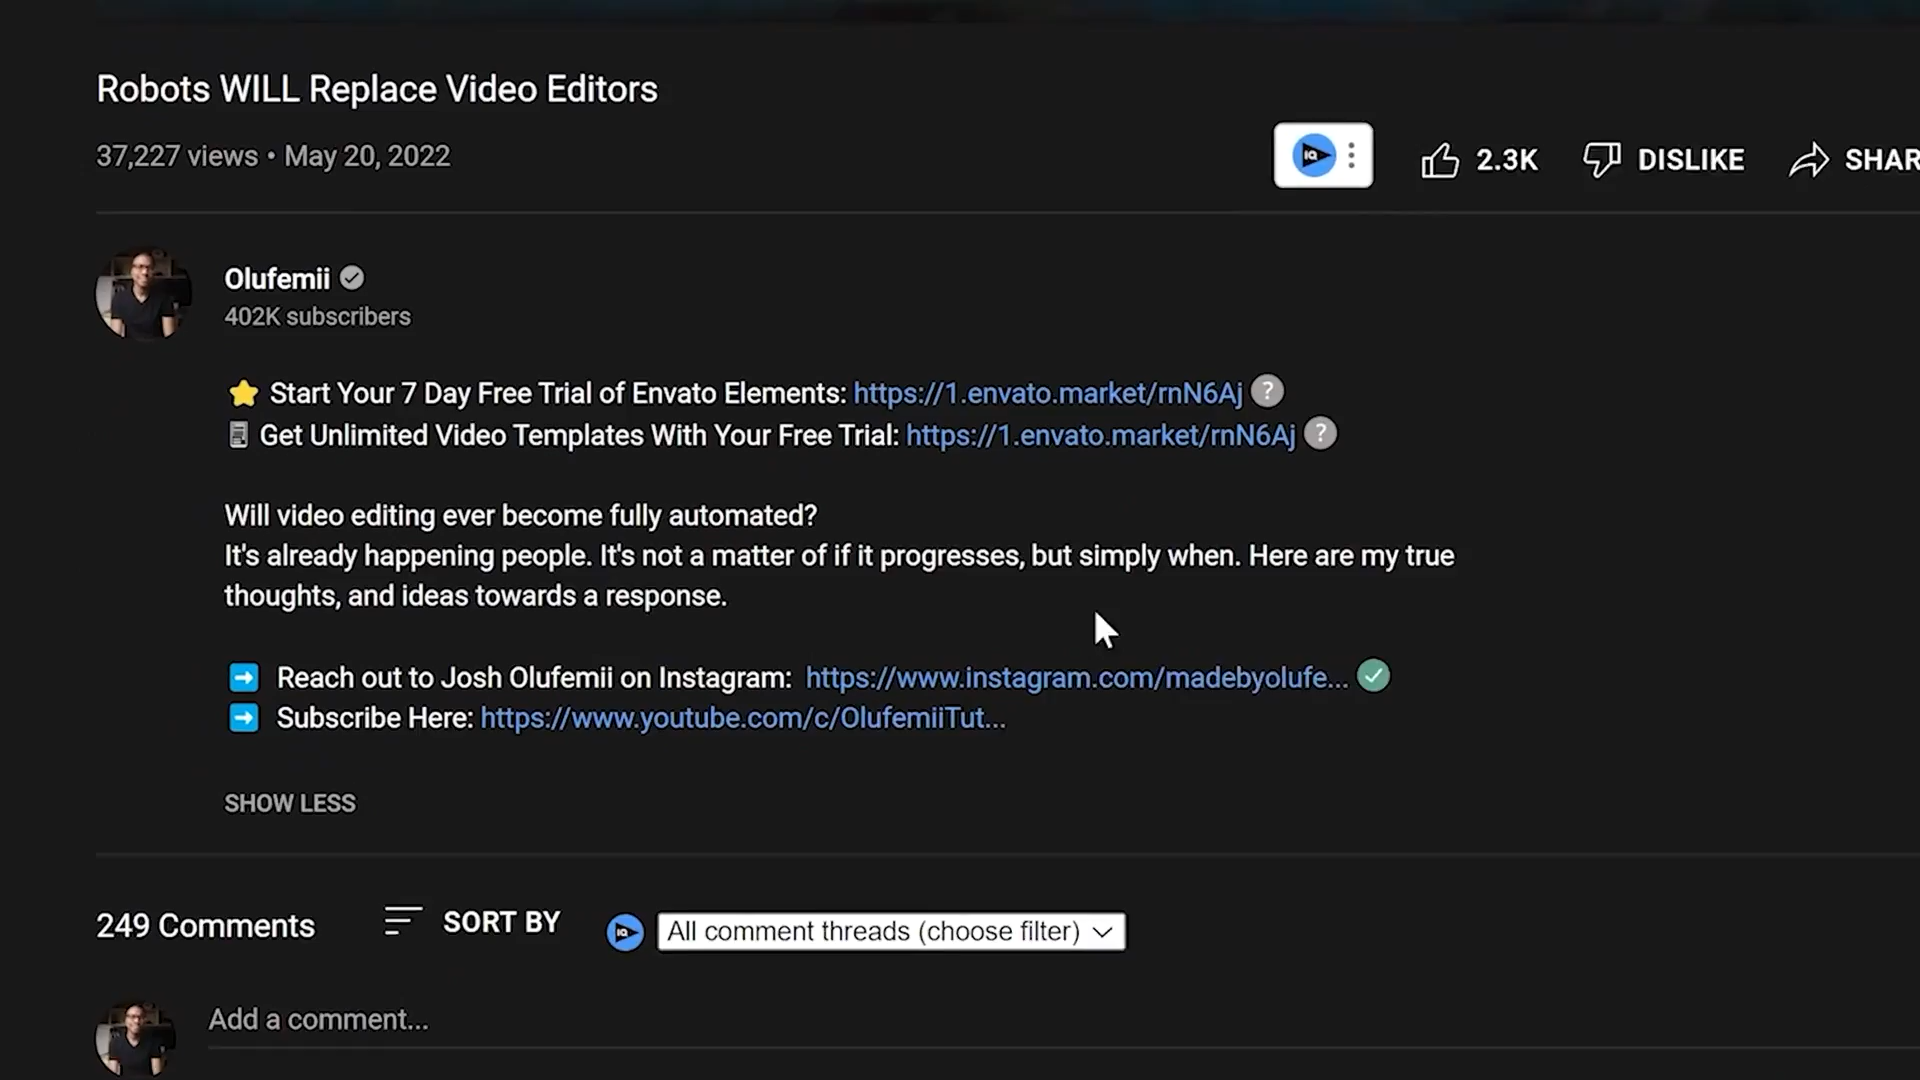 Robots WILL Replace Video Editors
37,227 views • May 20, 2022
IQ
2.3K
DISLIKE
SHAR
Olufemii
402K subscribers
⭐ Start Your 7 Day Free Trial of Envato Elements: https://1.envato.market/rnN6Aj ?
Get Unlimited Video Templates With Your Free Trial: https://1.envato.market/rnN6Aj ?
Will video editing ever become fully automated?
It's already happening people. It's not a matter of if it progresses, but simply when. Here are my true
thoughts, and ideas towards a response.
➡ Reach out to Josh Olufemii on Instagram: https://www.instagram.com/madebyolufe...
➡ Subscribe Here: https://www.youtube.com/c/OlufemiiTut...
SHOW LESS
249 Comments
SORT BY
IQ
All comment threads (choose filter)
Add a comment...